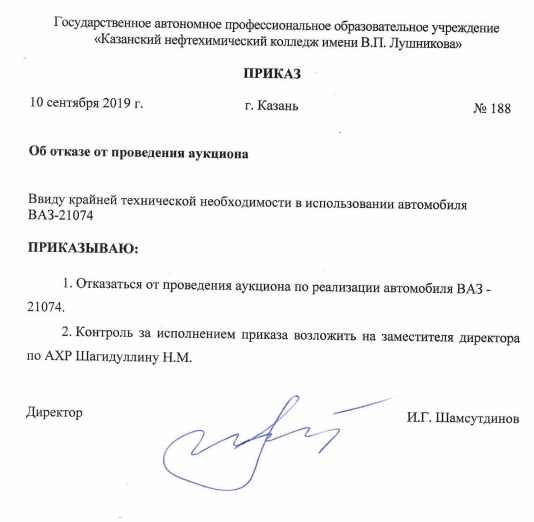 Государственное автономное профессиональное образовательное учреждение
«Казанский нефтехимический колледж имени В.П. Лушникова»
ПРИКАЗ
10 сентября 2019 г. г. Казань № 188
Об отказе от проведения аукциона
Ввиду крайней технической необходимости в использовании автомобиля
ВАЗ-21074
ПРИКАЗЫВАЮ:
1. Отказаться от проведения аукциона по реализации автомобиля ВАЗ -
21074.
2. Контроль за исполнением приказа возложить на заместителя директора
по АХР Шагидуллину Н.М.
Директор И.Г. Шамсутдинов